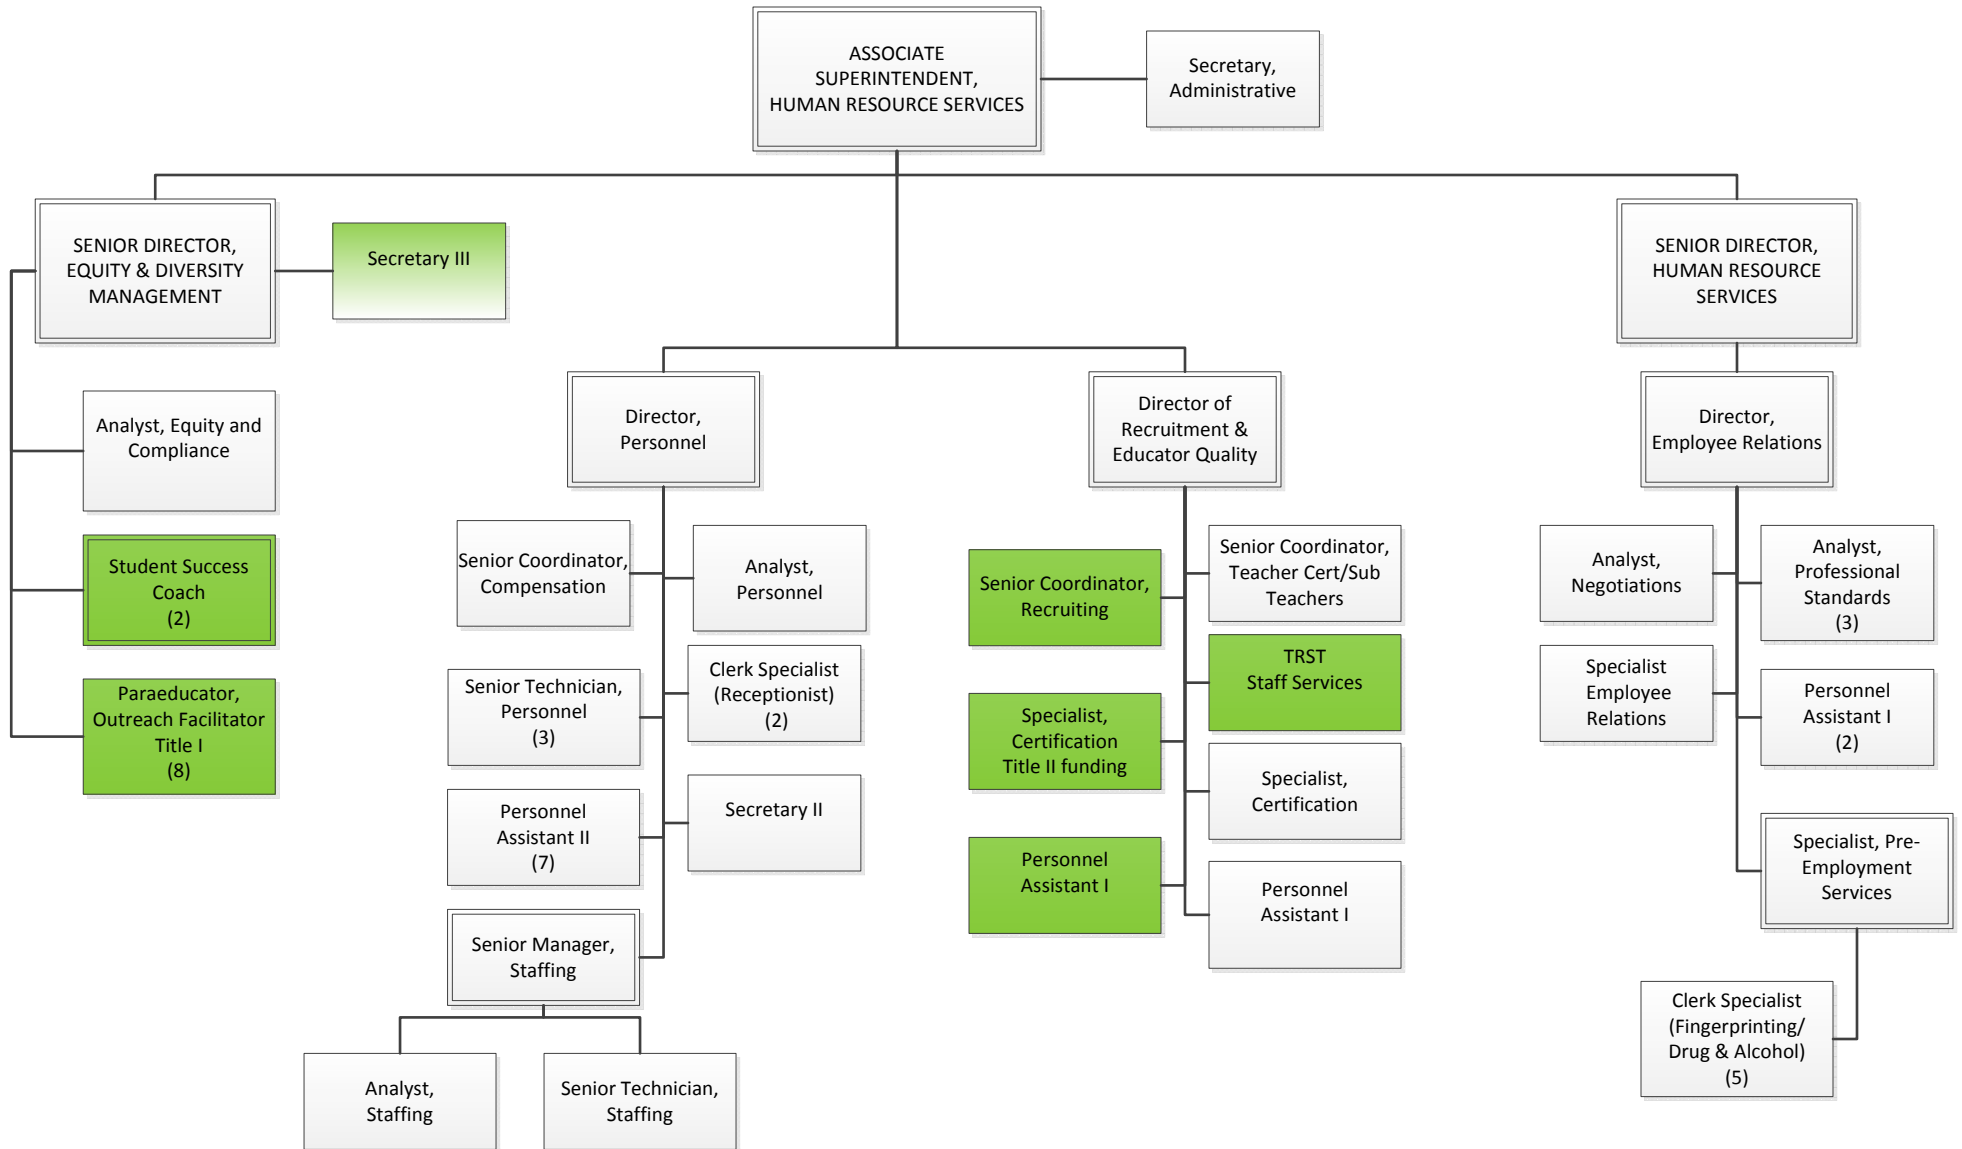 ASSOCIATE
SUPERINTENDENT,
HUMAN RESOURCE SERVICES
Secretary,
Administrative
SENIOR DIRECTOR,
EQUITY & DIVERSITY
MANAGEMENT
Secretary III
SENIOR DIRECTOR,
HUMAN RESOURCE
SERVICES
Analyst, Equity and
Compliance
Student Success
Coach
(2)
Paraeducator,
Outreach Facilitator
Title I
(8)
Director,
Personnel
Senior Coordinator,
Compensation
Analyst,
Personnel
Senior Technician,
Personnel
(3)
Clerk Specialist
(Receptionist)
(2)
Personnel
Assistant II
(7)
Secretary II
Senior Manager,
Staffing
Analyst,
Staffing
Senior Technician,
Staffing
Director of
Recruitment &
Educator Quality
Senior Coordinator,
Recruiting
Senior Coordinator,
Teacher Cert/Sub
Teachers
TRST
Staff Services
Specialist,
Certification
Title II funding
Specialist,
Certification
Personnel
Assistant I
Personnel
Assistant I
Director,
Employee Relations
Analyst,
Negotiations
Analyst,
Professional
Standards
(3)
Specialist
Employee
Relations
Personnel
Assistant I
(2)
Specialist, Pre-
Employment
Services
Clerk Specialist
(Fingerprinting/
Drug & Alcohol)
(5)